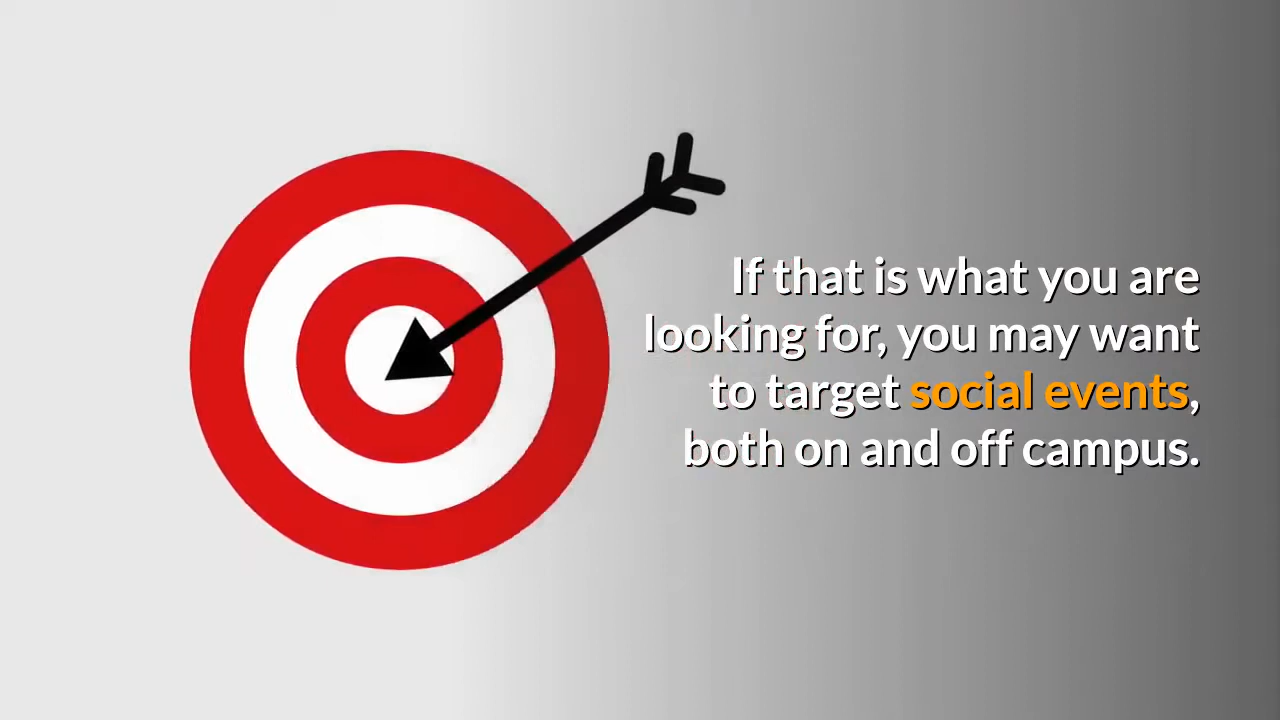 If that is what you are
looking for, you may want
to target social events,
both on and off campus.